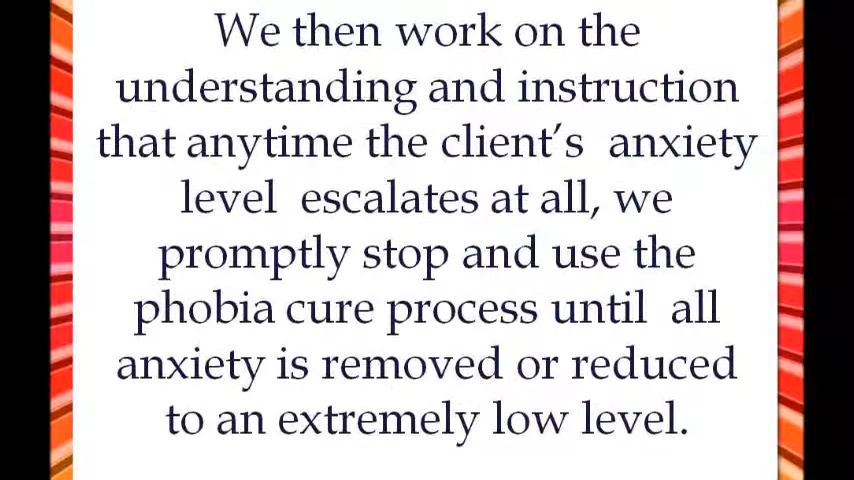 We then work on the
understanding and instruction
that anytime the client’s  anxiety
level  escalates at all, we
promptly stop and use the
phobia cure process until  all
anxiety is removed or reduced
to an extremely low level.